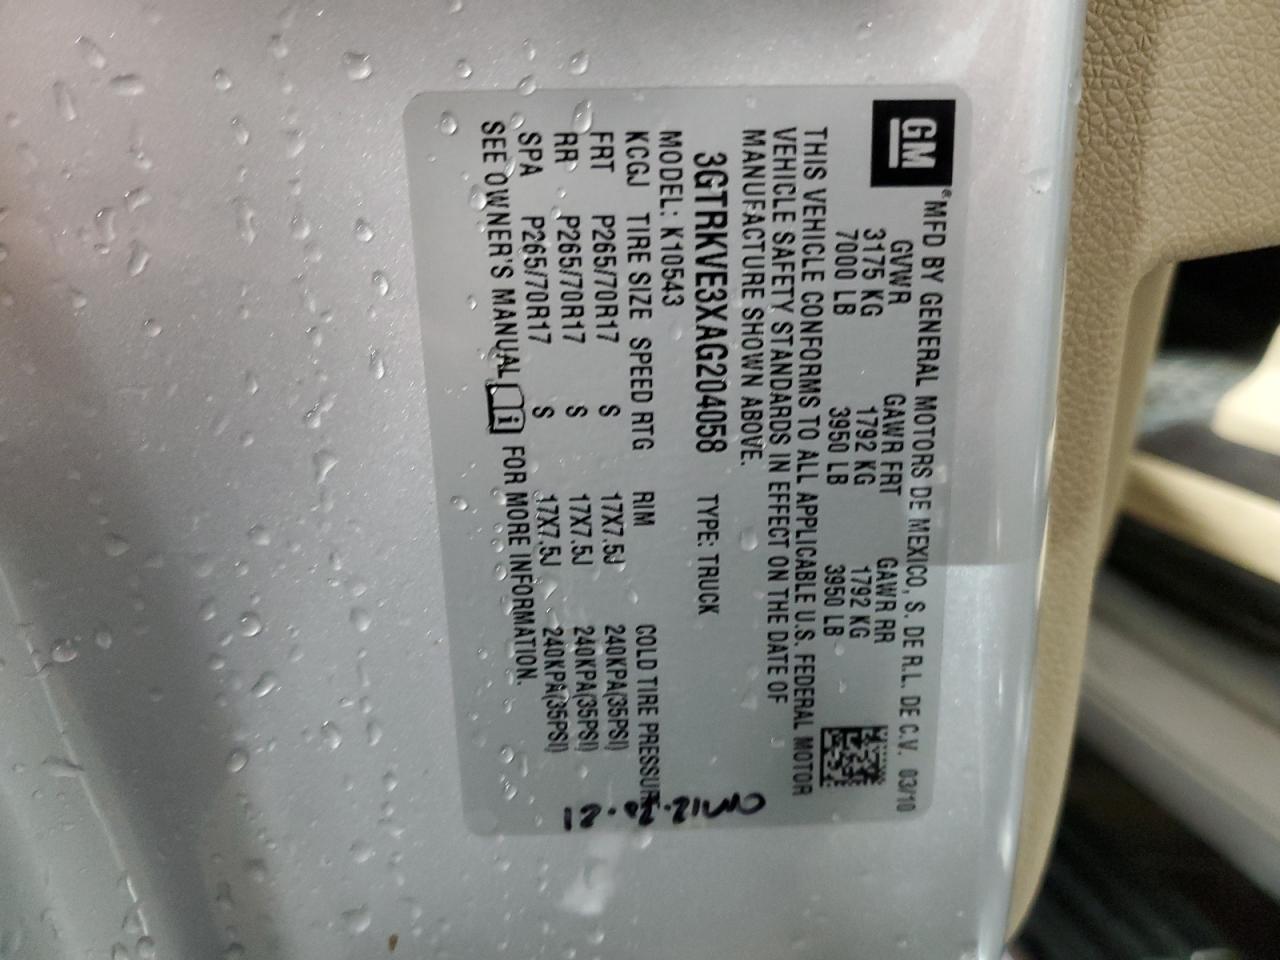 GM
® MFD BY GENERAL MOTORS DE MEXICO, S. DE R.L. DE C.V. 03/10
GVWR GAWR FRT GAWR RR
3175 KG 1792 KG 1792 KG
7000 LB 3950 LB 3950 LB
THIS VEHICLE CONFORMS TO ALL APPLICABLE U.S. FEDERAL MOTOR
VEHICLE SAFETY STANDARDS IN EFFECT ON THE DATE OF
MANUFACTURE SHOWN ABOVE.
3GTRKVE3XAG204058 TYPE: TRUCK
MODEL: K10543
KCGJ TIRE SIZE SPEED RTG RIM COLD TIRE PRESSURE
FRT P265/70R17 S 17X7.5J 240KPA(35PSI)
RR P265/70R17 S 17X7.5J 240KPA(35PSI)
SPA P265/70R17 S 17X7.5J 240KPA(35PSI)
SEE OWNER'S MANUAL i FOR MORE INFORMATION.